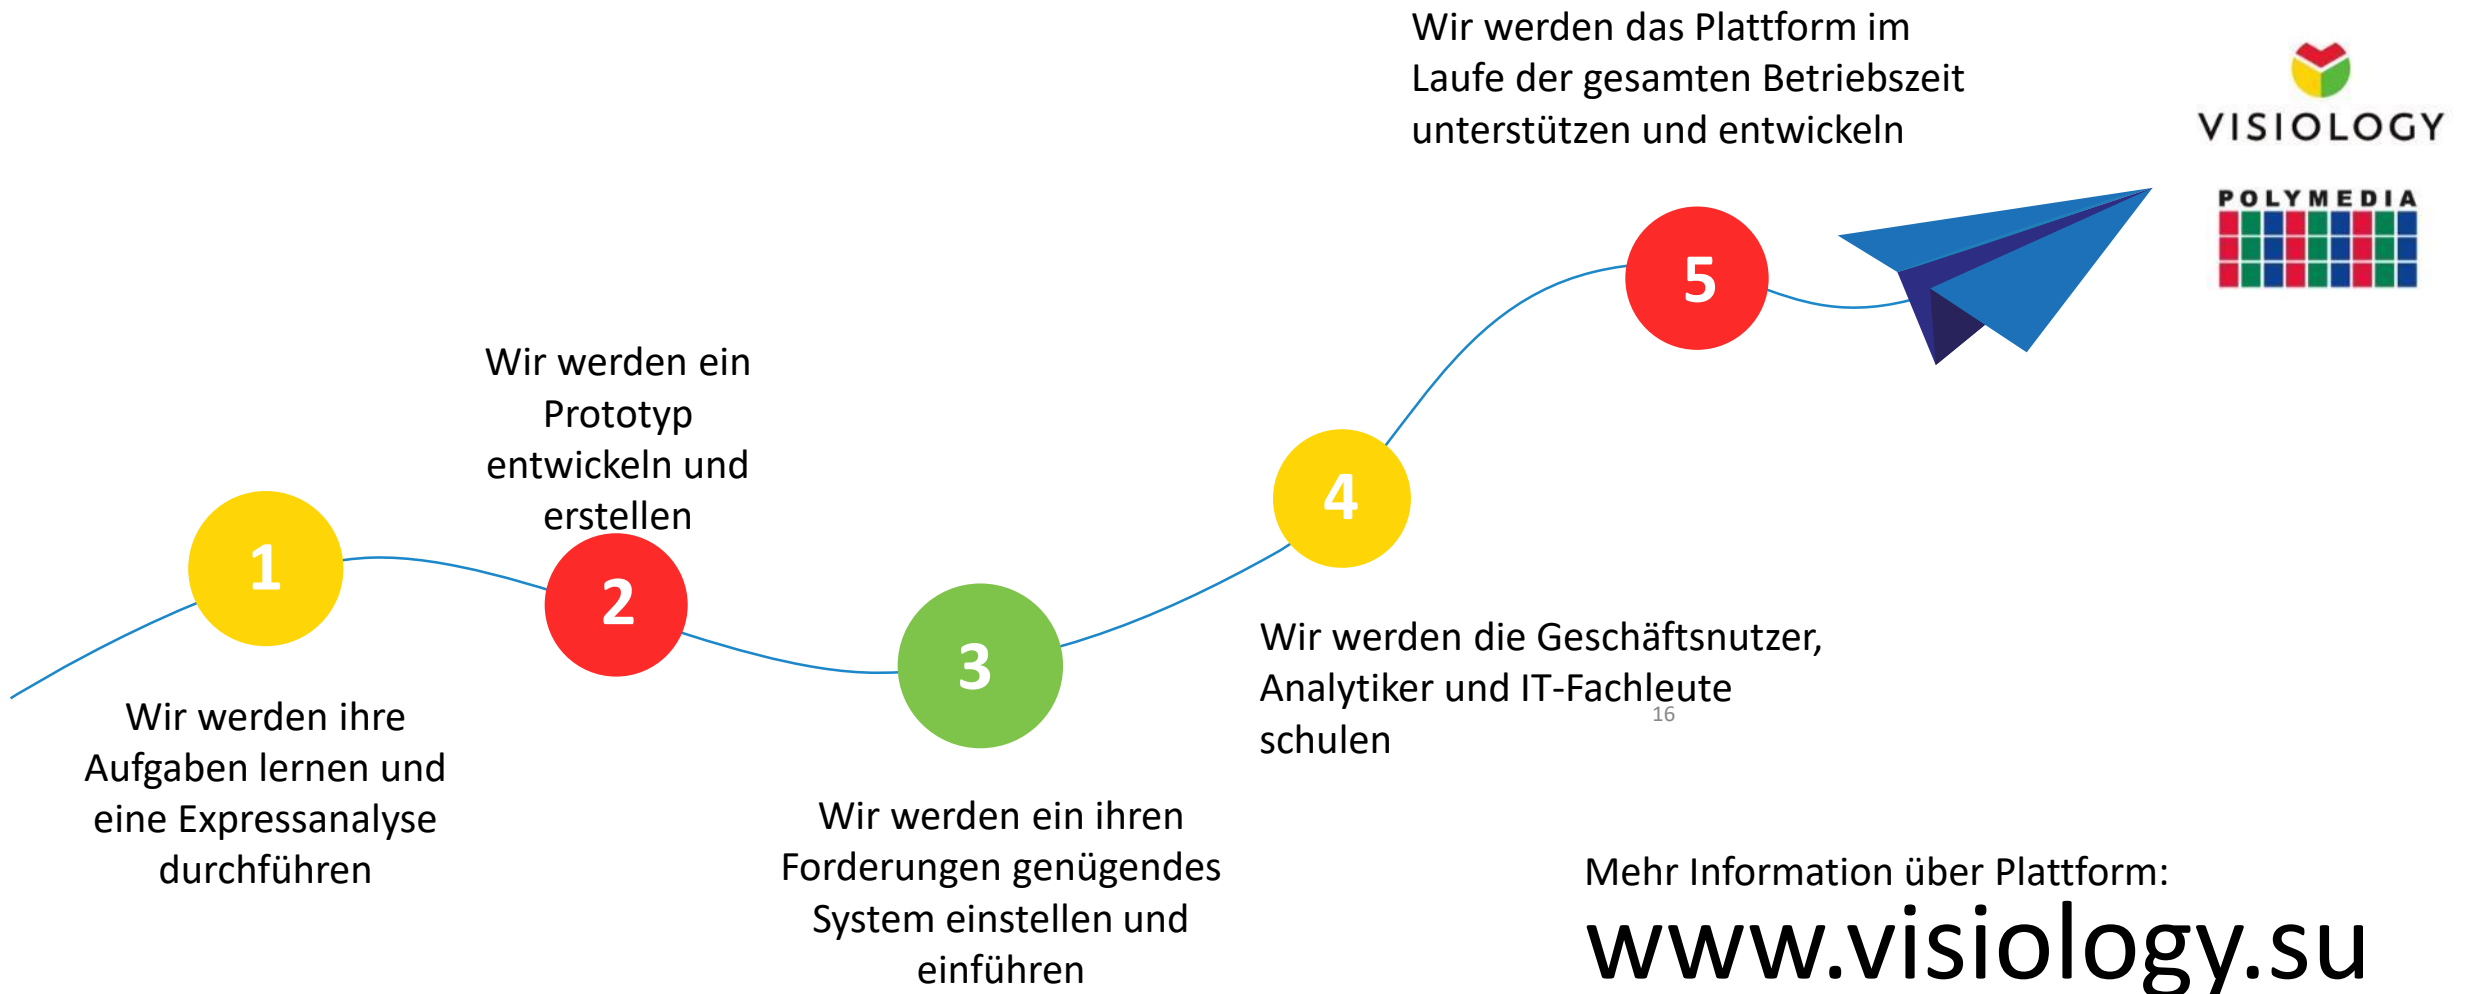 Wir werden das Plattform im
Laufe der gesamten Betriebszeit
unterstützen und entwickeln
VISIOLOGY
POLYMEDIA
5
Wir werden ein
Prototyp
entwickeln und
erstellen
4
1
2
3
Wir werden ihre
Aufgaben lernen und
eine Expressanalyse
durchführen
Wir werden die Geschäftsnutzer,
Analytiker und IT-Fachleute
schulen
16
Wir werden ein ihren
Forderungen genügendes
System einstellen und
einführen
Mehr Information über Plattform:
www.visiology.su